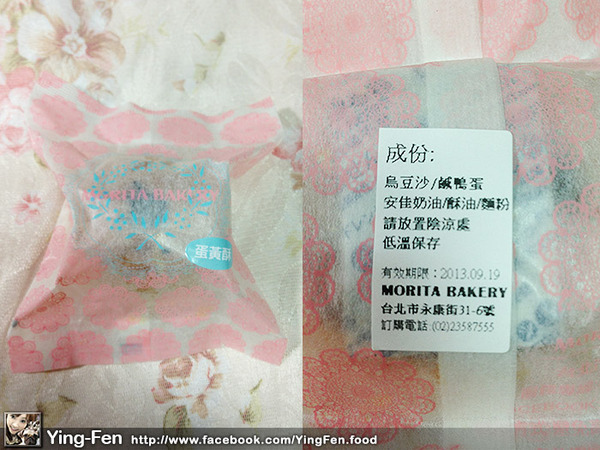 MORITA BAKERY
蛋黃酥
成份:
烏豆沙/鹹鴨蛋
安佳奶油/酥油/麵粉
請放置陰涼處
低溫保存
有效期限：2013.09.19
MORITA BAKERY
台北市永康街31-6號
訂購電話:(02)23587555
Ying-Fen http://www.facebook.com/YingFen.food